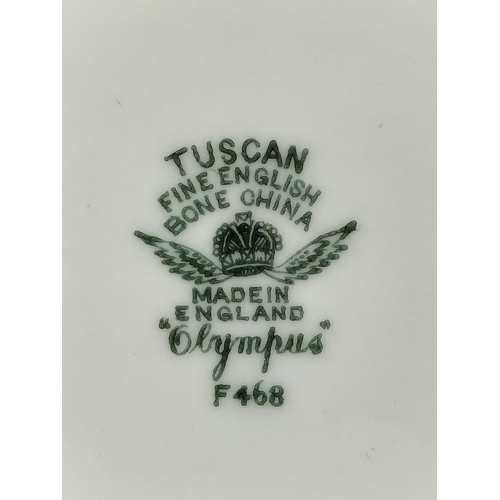 TUSCAN
FINE ENGLISH
BONE CHINA
MADE IN
ENGLAND
"Olympus"
F468